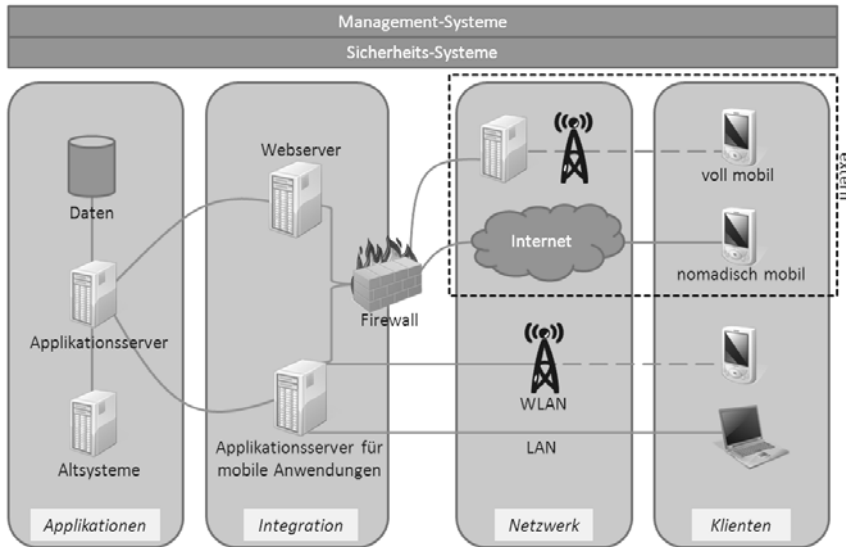 Management-Systeme
Sicherheits-Systeme
Daten
Applikationsserver
Altsysteme
Applikationen
Webserver
Firewall
Applikationsserver für
mobile Anwendungen
Integration
Internet
WLAN
LAN
Netzwerk
voll mobil
nomadisch mobil
extern
Klienten